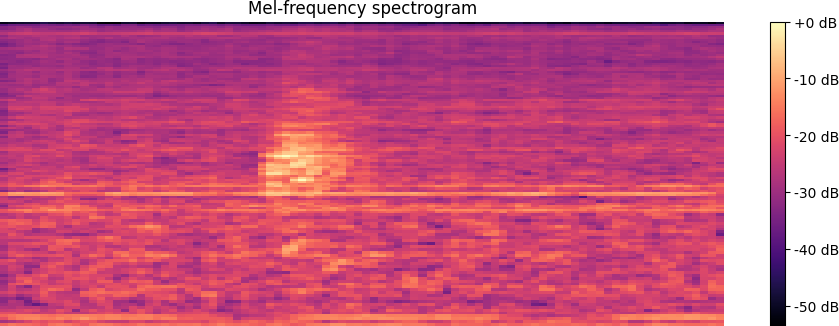 Mel-frequency spectrogram
+0 dB
-10 dB
-20 dB
-30 dB
-40 dB
-50 dB